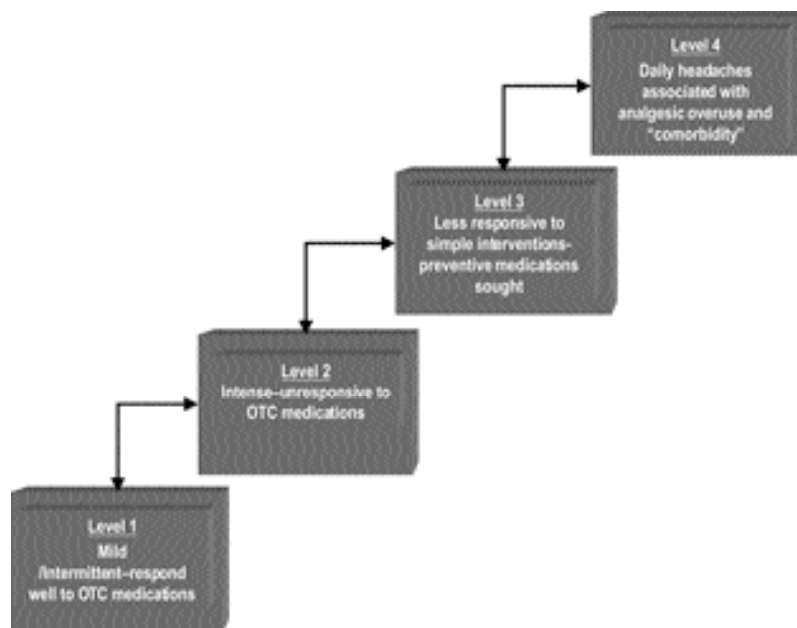 Level 4
Daily headaches
associated with
analgesic overuse and
“comorbidity”
Level 3
Less responsive to
simple interventions-
preventive medications
sought
Level 2
Intense–unresponsive to
OTC medications
Level 1
Mild
/Intermittent–respond
well to OTC medications